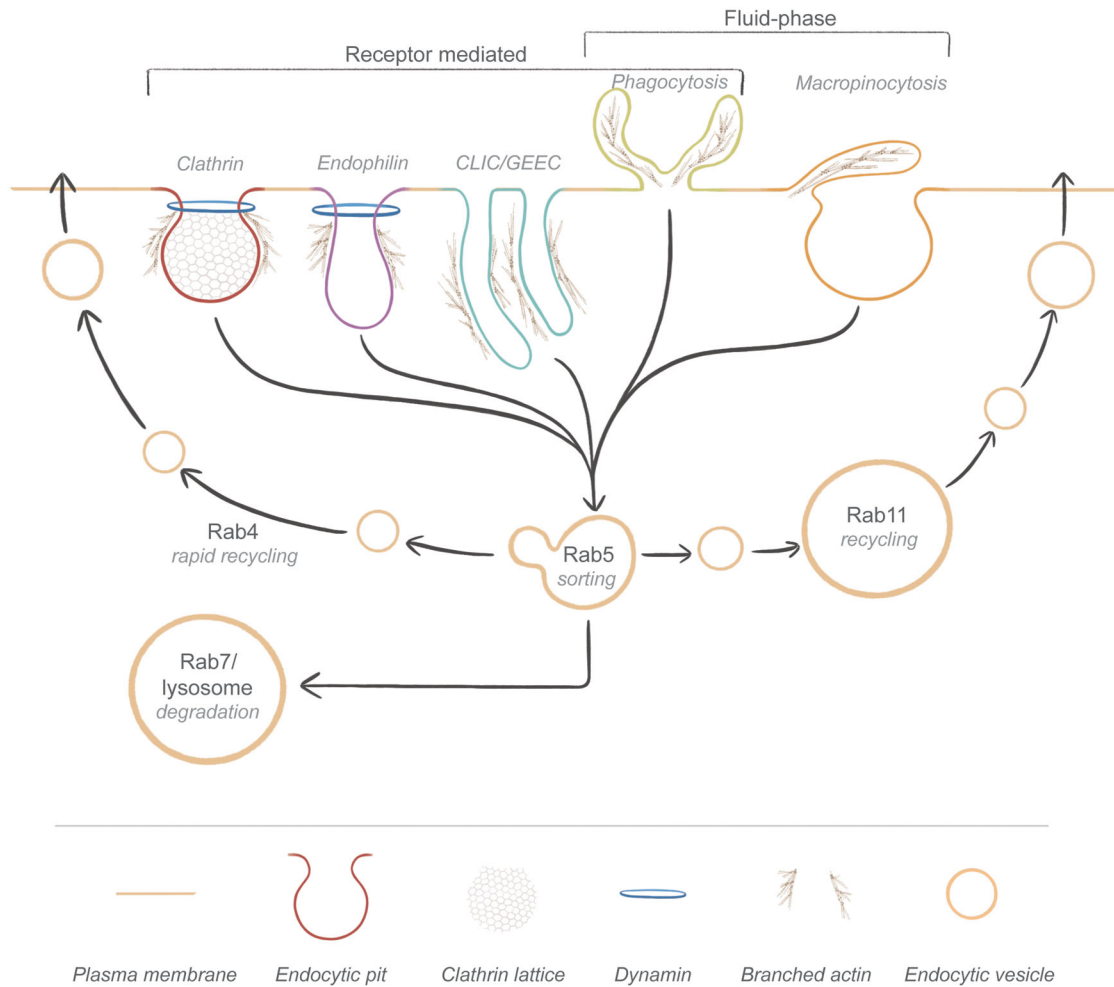 Fluid-phase
Receptor mediated
Phagocytosis
Macropinocytosis
Clathrin
Endophilin
CLIC/GEEC
Rab4
rapid recycling
Rab5
sorting
Rab11
recycling
Rab7/
lysosome
degradation
Plasma membrane
Endocytic pit
Clathrin lattice
Dynamin
Branched actin
Endocytic vesicle